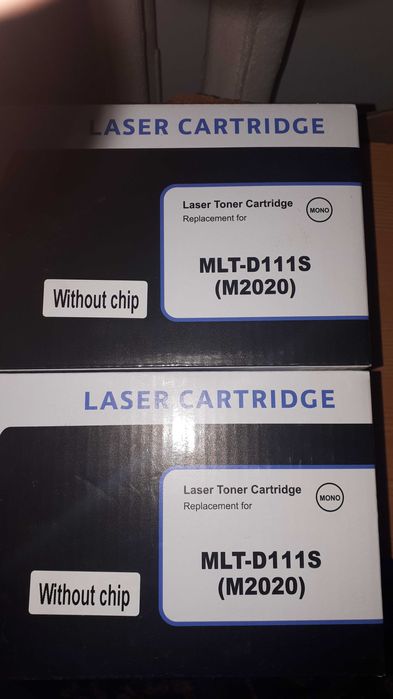 LASER CARTRIDGE
Laser Toner Cartridge
Replacement for
MONO
MLT-D111S
(M2020)
Without chip
LASER CARTRIDGE
Laser Toner Cartridge
Replacement for
MONO
MLT-D111S
(M2020)
Without chip